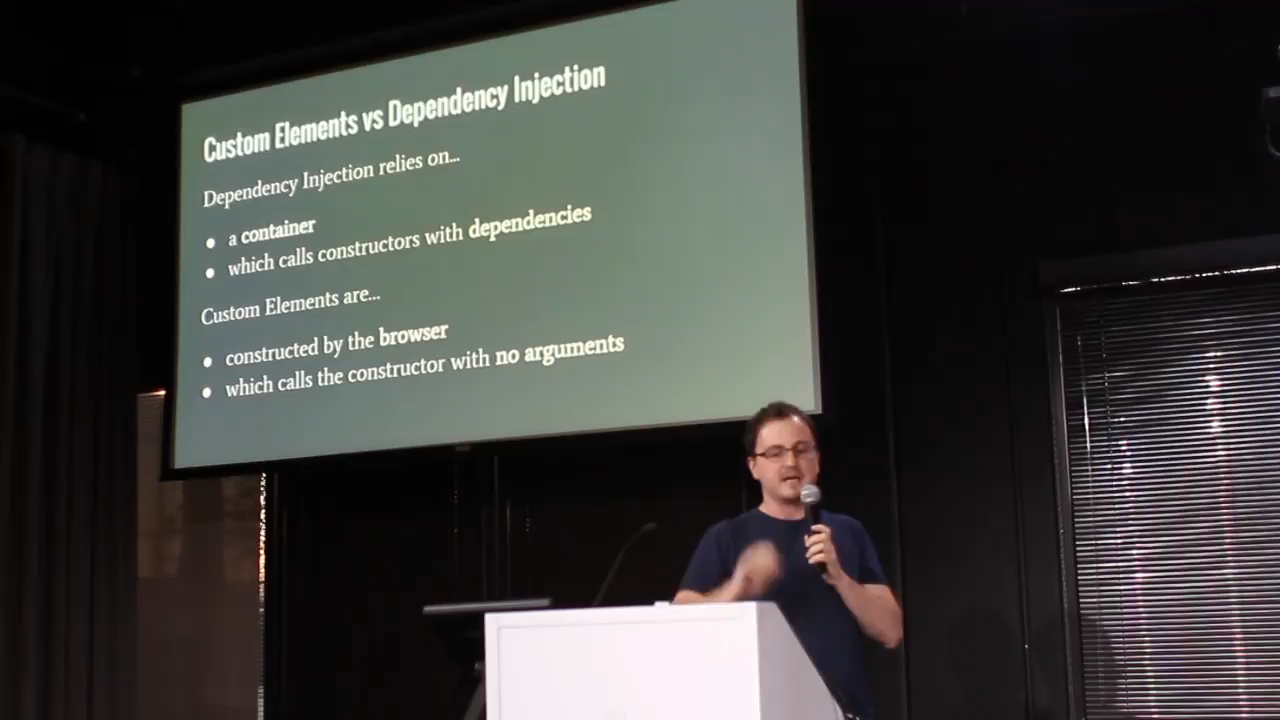 Custom Elements vs Dependency Injection
Dependency Injection relies on...
● a container
● which calls constructors with dependencies
Custom Elements are...
● constructed by the browser
● which calls the constructor with no arguments